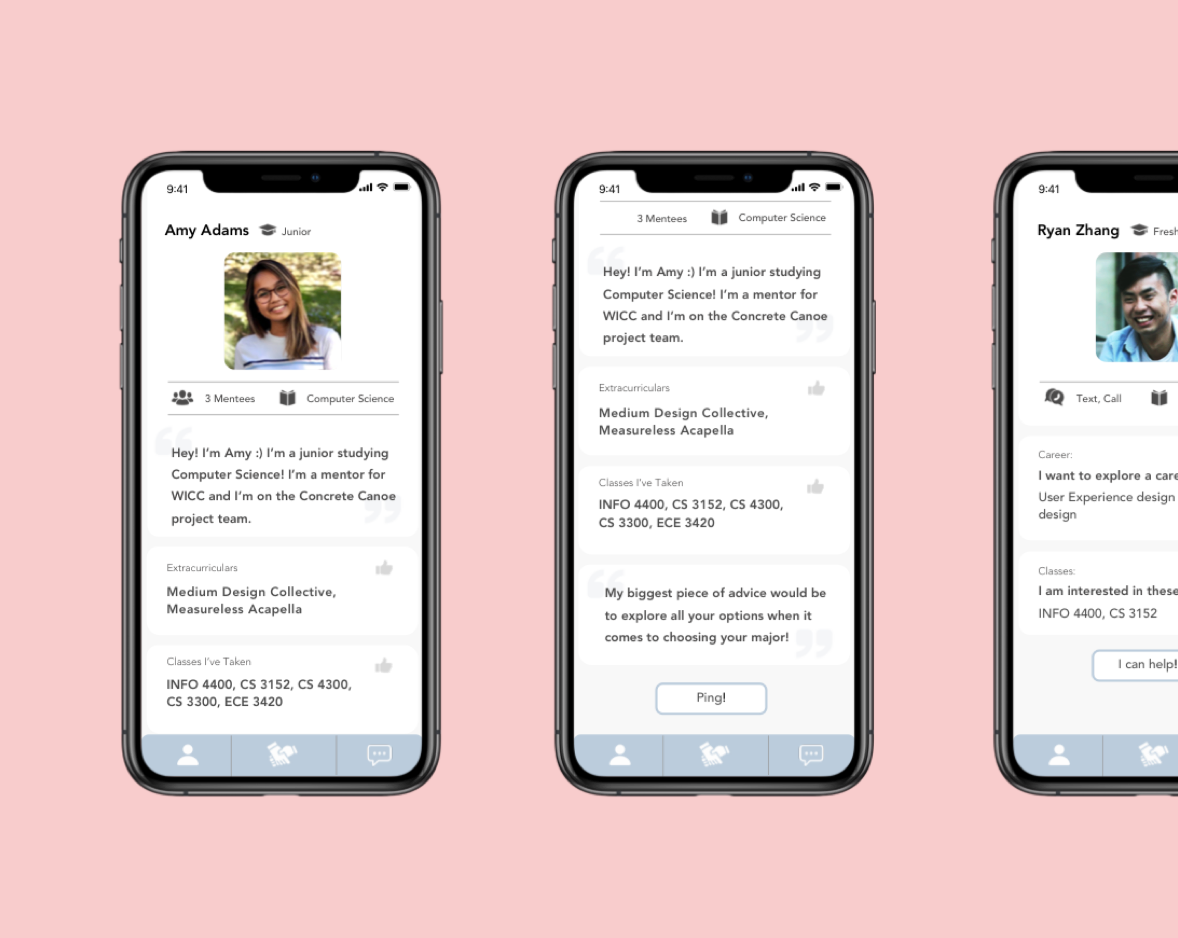 9:41
Amy Adams Junior
3 Mentees Computer Science
Hey! I'm Amy :) I'm a junior studying
Computer Science! I'm a mentor for
WICC and I'm on the Concrete Canoe
project team.
Extracurriculars
Medium Design Collective,
Measureless Acapella
Classes I've Taken
INFO 4400, CS 3152, CS 4300,
CS 3300, ECE 3420
9:41
3 Mentees Computer Science
Hey! I'm Amy :) I'm a junior studying
Computer Science! I'm a mentor for
WICC and I'm on the Concrete Canoe
project team.
Extracurriculars
Medium Design Collective,
Measureless Acapella
Classes I've Taken
INFO 4400, CS 3152, CS 4300,
CS 3300, ECE 3420
My biggest piece of advice would be
to explore all your options when it
comes to choosing your major!
Ping!
9:41
Ryan Zhang Fresh
Text, Call
Career:
I want to explore a care
User Experience design
design
Classes:
I am interested in these
INFO 4400, CS 3152
I can help!